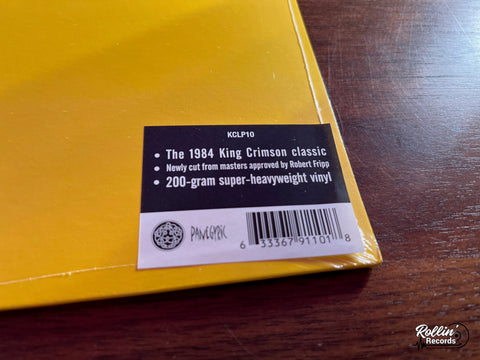 KCLP10
• The 1984 King Crimson classic
• Newly cut from masters approved by Robert Fripp
• 200-gram super-heavyweight vinyl
PANEGYRIC
6 33367 91101 8
Rollin'
Records